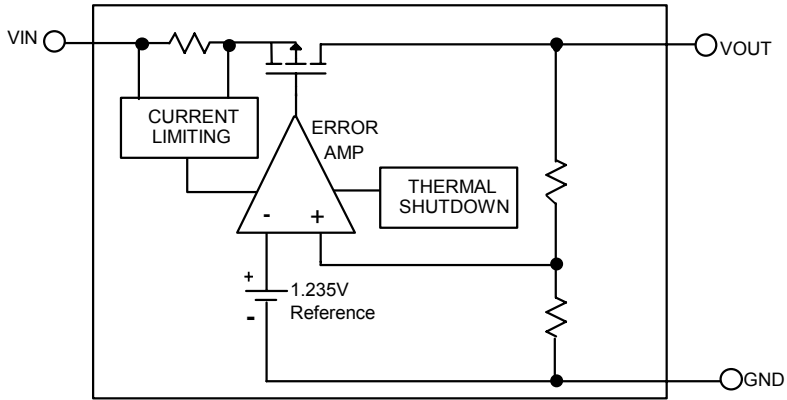 VIN
VOUT
CURRENT
LIMITING
ERROR
AMP
THERMAL
SHUTDOWN
- +
+
1.235V
-
Reference
GND